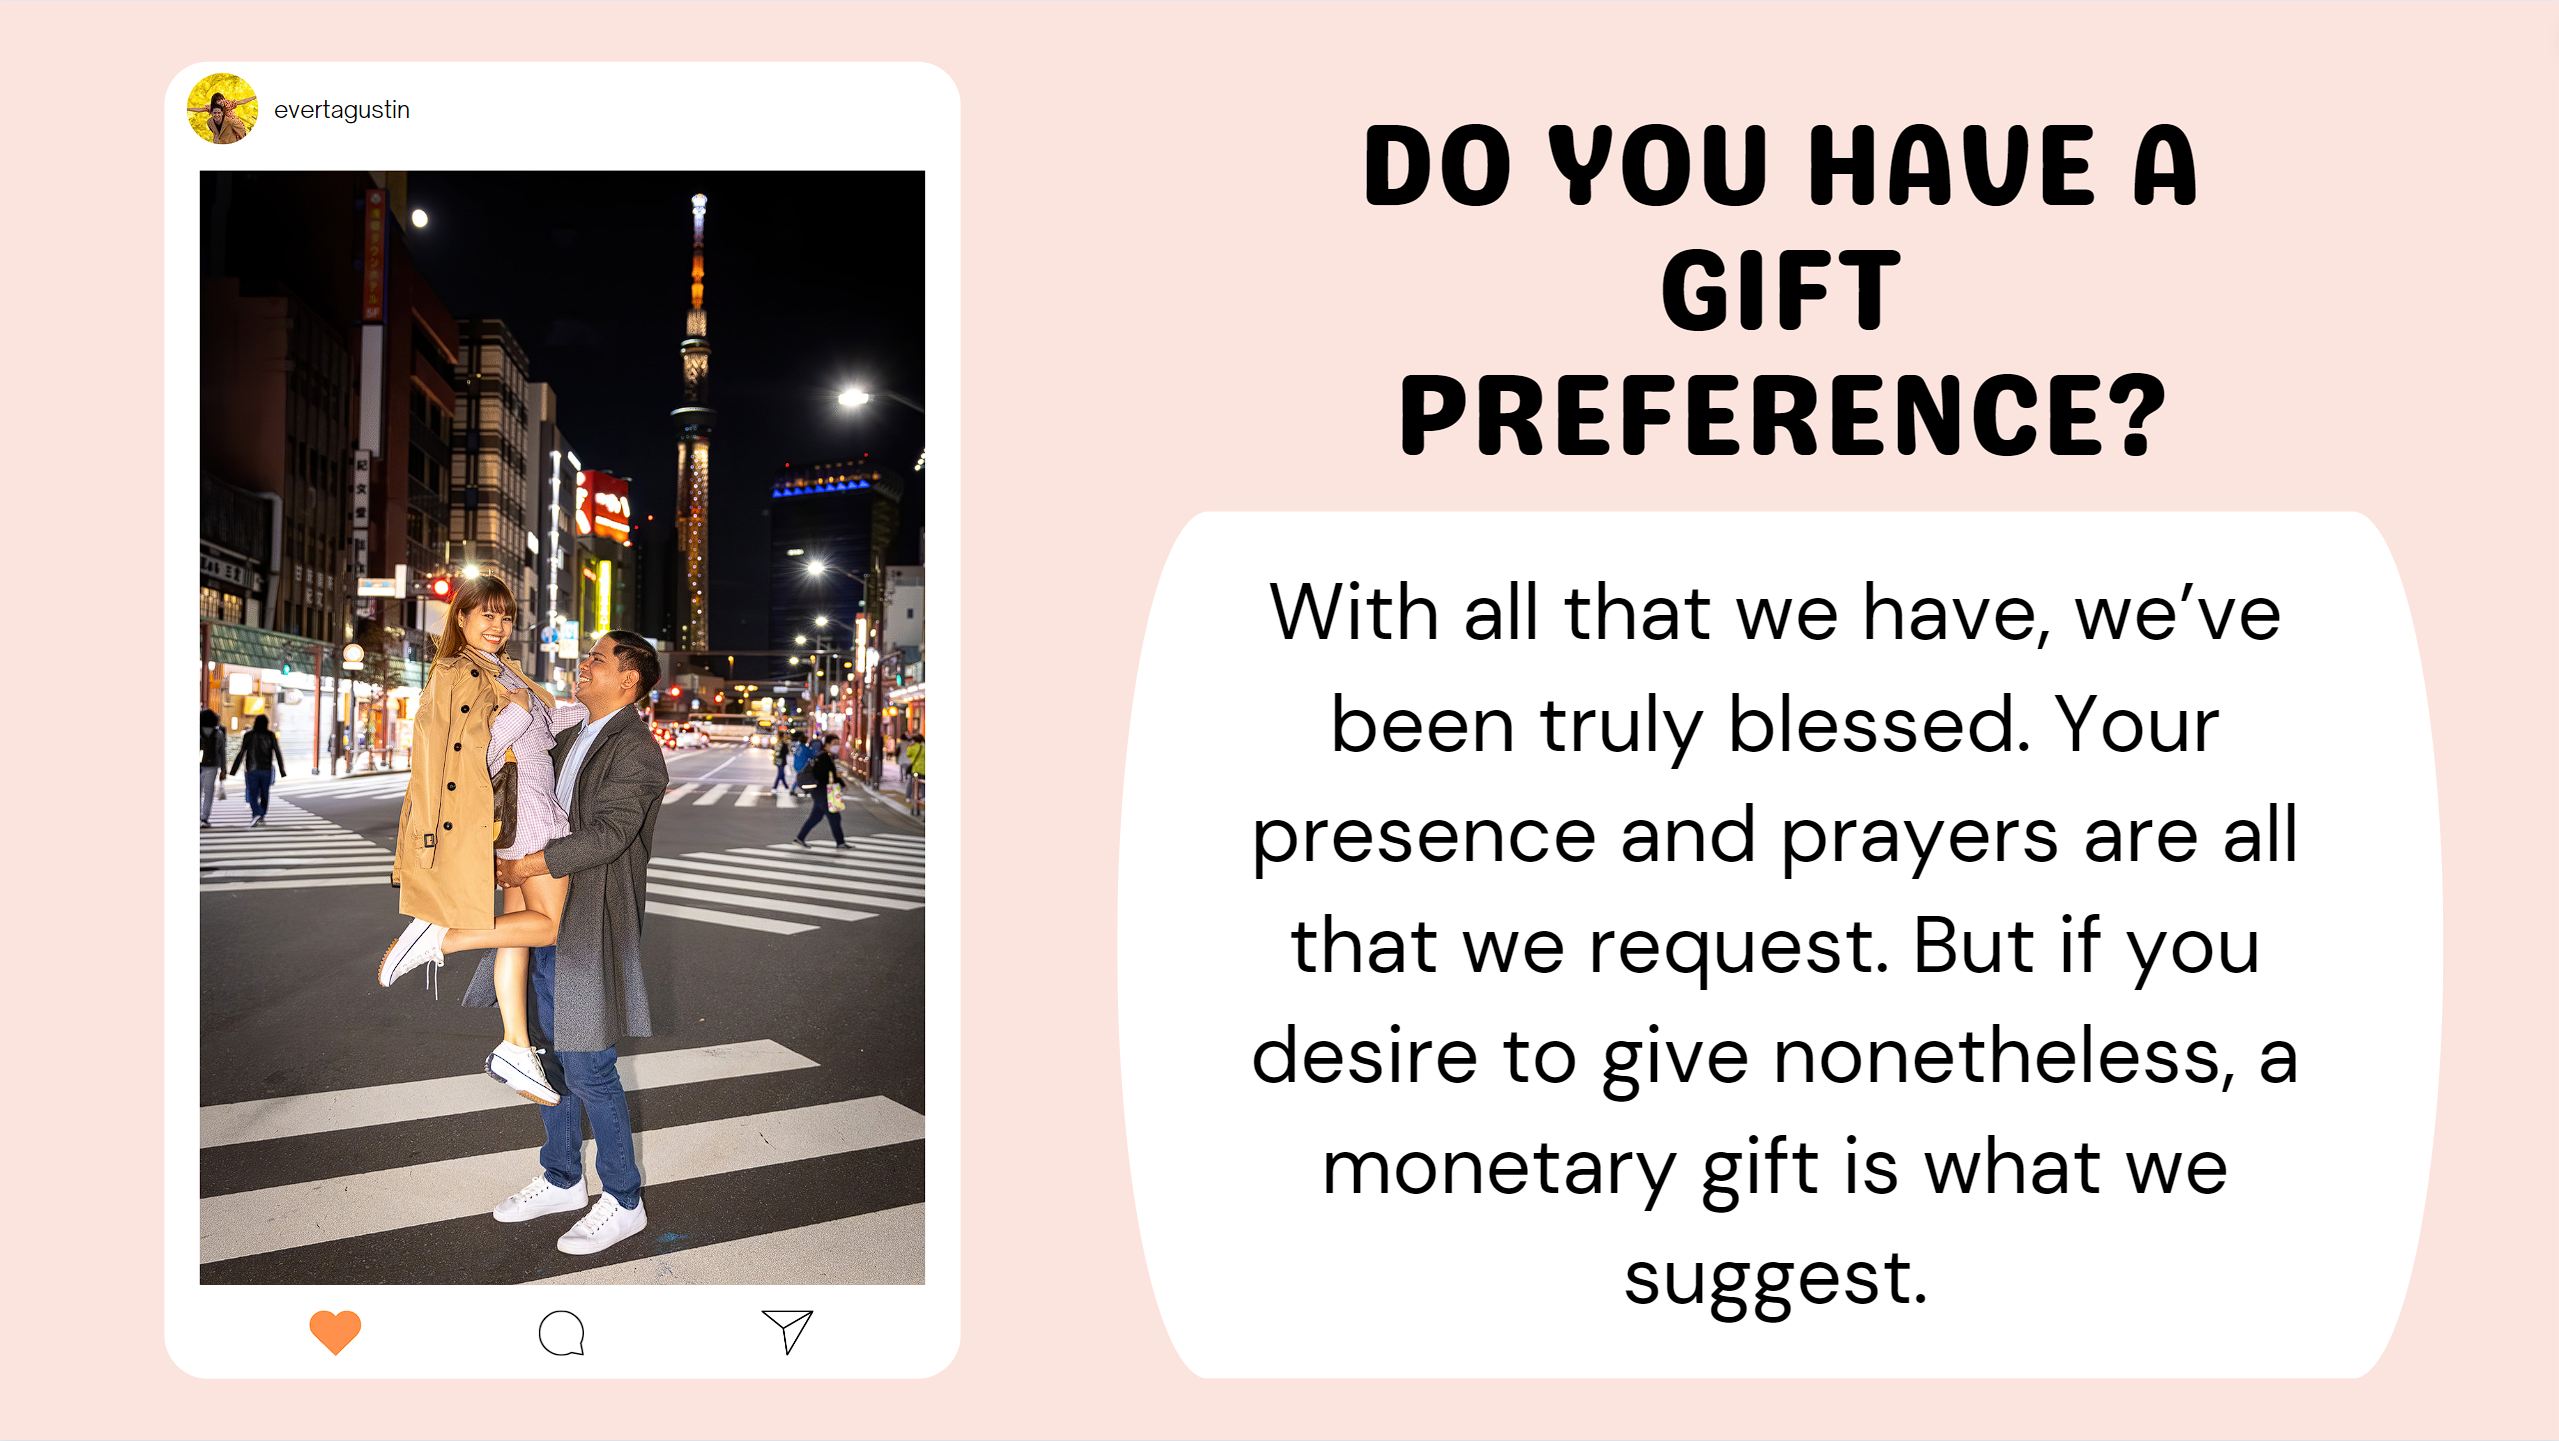 evertagustin
DO YOU HAVE A
GIFT
PREFERENCE?
With all that we have, we’ve
been truly blessed. Your
presence and prayers are all
that we request. But if you
desire to give nonetheless, a
monetary gift is what we
suggest.